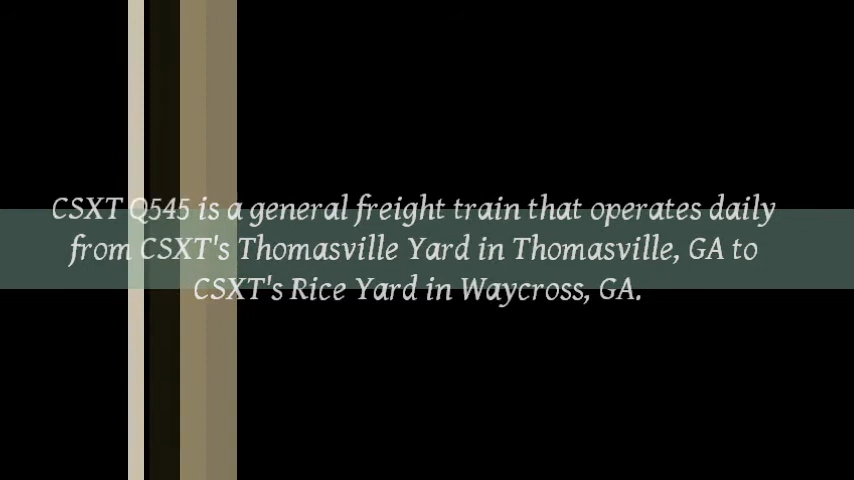 CSXT Q545 is a general freight train that operates daily
from CSXT's Thomasville Yard in Thomasville, GA to
CSXT's Rice Yard in Waycross, GA.